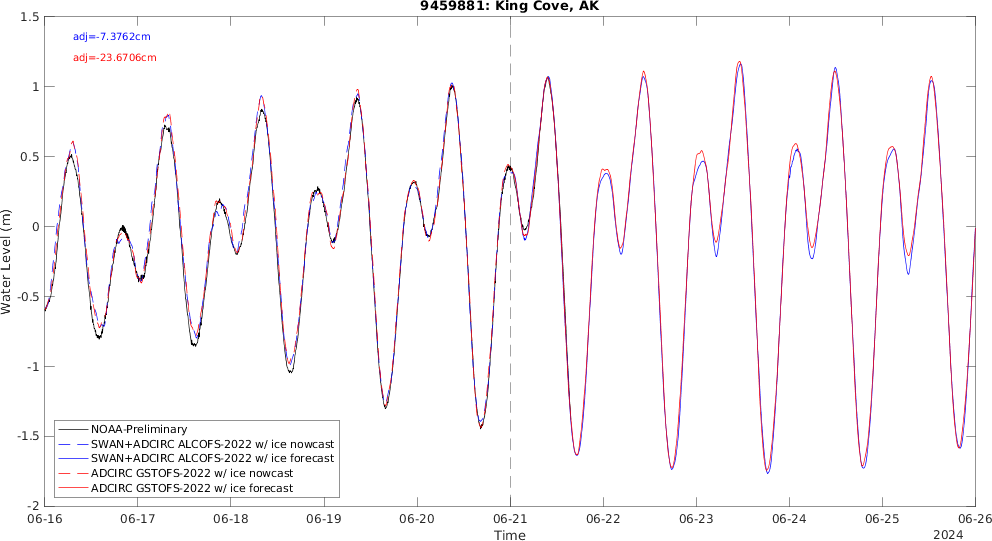 9459881: King Cove, AK
adj=-7.3762cm
adj=-23.6706cm
Water Level (m)
1.5
1
0.5
0
-0.5
-1
-1.5
-2
NOAA-Preliminary
SWAN+ADCIRC ALCOFS-2022 w/ ice nowcast
SWAN+ADCIRC ALCOFS-2022 w/ ice forecast
ADCIRC GSTOFS-2022 w/ ice nowcast
ADCIRC GSTOFS-2022 w/ ice forecast
06-16 06-17 06-18 06-19 06-20 06-21 06-22 06-23 06-24 06-25 06-26
Time
2024